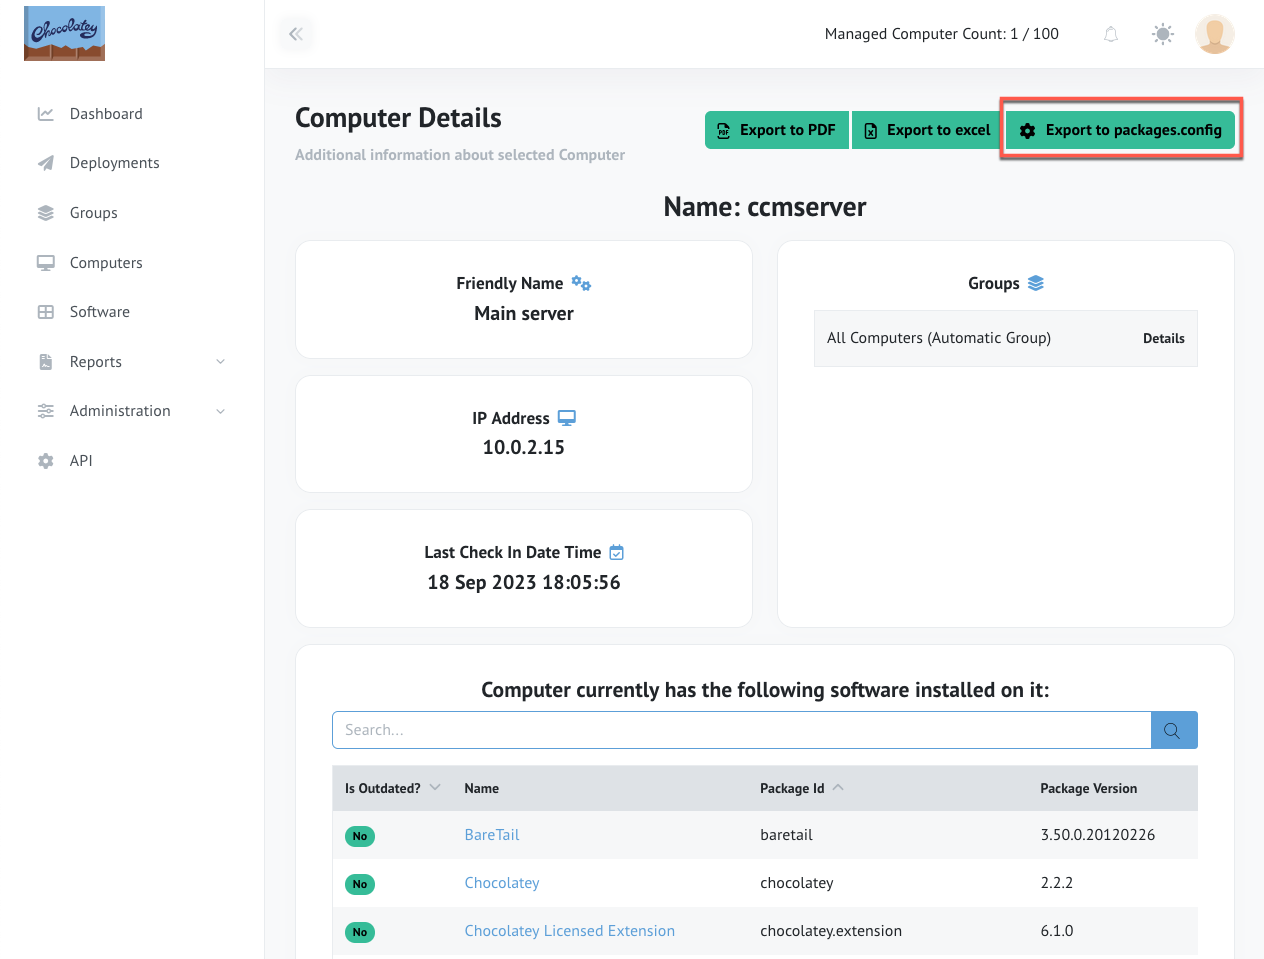 Chocolatey
Managed Computer Count: 1 / 100
Dashboard
Deployments
Groups
Computers
Software
Reports
Administration
API
Computer Details
Additional information about selected Computer
PDF Export to PDF
Export to excel
Export to packages.config
Name: ccmserver
Friendly Name
Main server
IP Address
10.0.2.15
Last Check In Date Time
18 Sep 2023 18:05:56
Groups
All Computers (Automatic Group) Details
Computer currently has the following software installed on it:
Search...
Is Outdated? Name Package Id Package Version
No BareTail baretail 3.50.0.20120226
No Chocolatey chocolatey 2.2.2
No Chocolatey Licensed Extension chocolatey.extension 6.1.0